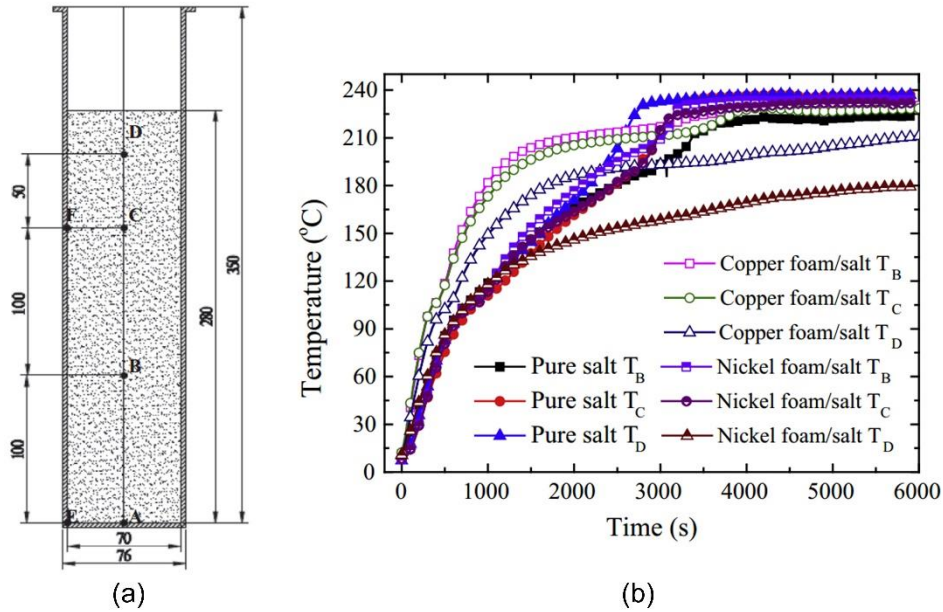 D
F
C
B
E
A
50
100
100
280
350
70
76
(a)
Temperature (°C)
240
210
180
150
120
90
60
30
0
Copper foam/salt T_B
Copper foam/salt T_C
Copper foam/salt T_D
Pure salt T_B
Nickel foam/salt T_B
Pure salt T_C
Nickel foam/salt T_C
Pure salt T_D
Nickel foam/salt T_D
0 1000 2000 3000 4000 5000 6000
Time (s)
(b)